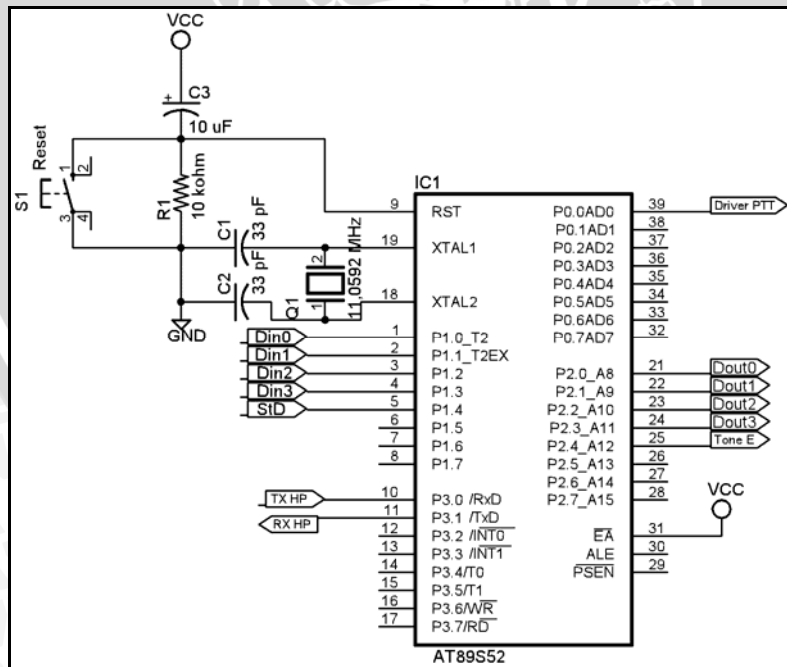 VCC
+
C3
10 uF
Reset
S1
1
2
3
4
R1
10 kohm
C1
33 pF
C2
33 pF
2
1
Q1
11,0592 MHz
GND
IC1
9 RST
19 XTAL1
18 XTAL2
Din0 1 P1.0_T2
Din1 2 P1.1_T2EX
Din2 3 P1.2
Din3 4 P1.3
StD 5 P1.4
6 P1.5
7 P1.6
8 P1.7
TX HP 10 P3.0 /RxD
RX HP 11 P3.1 /TxD
12 P3.2 /INT0
13 P3.3 /INT1
14 P3.4/T0
15 P3.5/T1
16 P3.6/WR
17 P3.7/RD
P0.0AD0 39 Driver PTT
P0.1AD1 38
P0.2AD2 37
P0.3AD3 36
P0.4AD4 35
P0.5AD5 34
P0.6AD6 33
P0.7AD7 32
P2.0_A8 21 Dout0
P2.1_A9 22 Dout1
P2.2_A10 23 Dout2
P2.3_A11 24 Dout3
P2.4_A12 25 Tone E
P2.5_A13 26
P2.6_A14 27
P2.7_A15 28
VCC
EA 31
ALE 30
PSEN 29
AT89S52